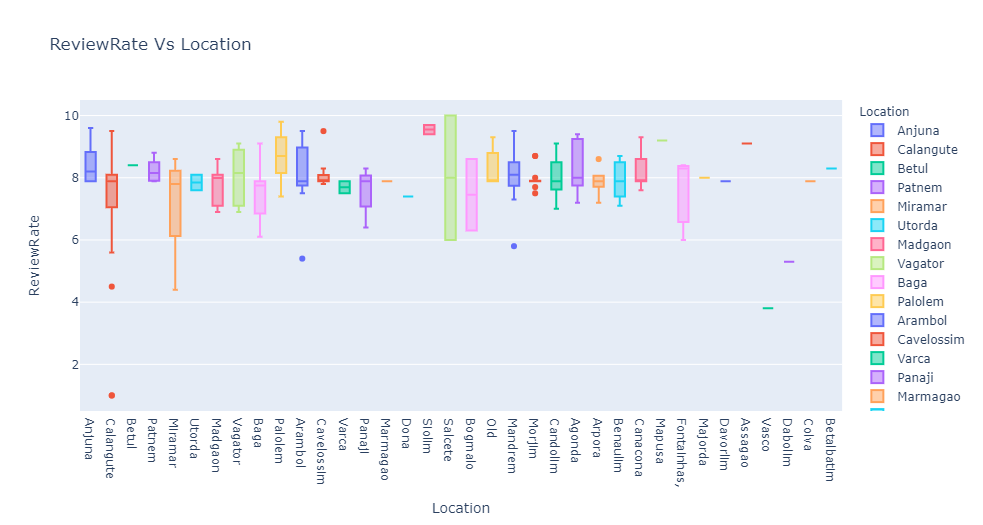 ReviewRate Vs Location
ReviewRate
10
8
6
4
2
Anjuna
Calangute
Betul
Patnem
Miramar
Utorda
Madgaon
Vagator
Baga
Palolem
Arambol
Cavelossim
Varca
Panaji
Marmagao
Dona
Siolim
Salcete
Bogmalo
Old
Mandrem
Morjim
Candolim
Agonda
Arpora
Benaulim
Canacona
Mapusa
Fontainhas,
Majorda
Davorlim
Assagao
Vasco
Dabolim
Colva
Betalbatim
Location
Location
Anjuna
Calangute
Betul
Patnem
Miramar
Utorda
Madgaon
Vagator
Baga
Palolem
Arambol
Cavelossim
Varca
Panaji
Marmagao